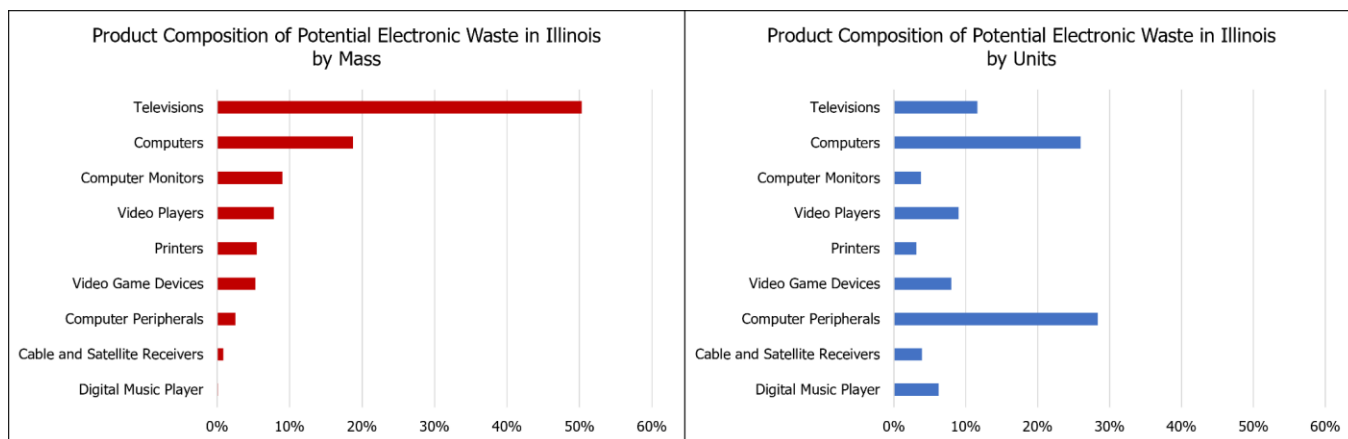 Product Composition of Potential Electronic Waste in Illinois
by Mass
Televisions
Computers
Computer Monitors
Video Players
Printers
Video Game Devices
Computer Peripherals
Cable and Satellite Receivers
Digital Music Player
0% 10% 20% 30% 40% 50% 60%
Product Composition of Potential Electronic Waste in Illinois
by Units
Televisions
Computers
Computer Monitors
Video Players
Printers
Video Game Devices
Computer Peripherals
Cable and Satellite Receivers
Digital Music Player
0% 10% 20% 30% 40% 50% 60%